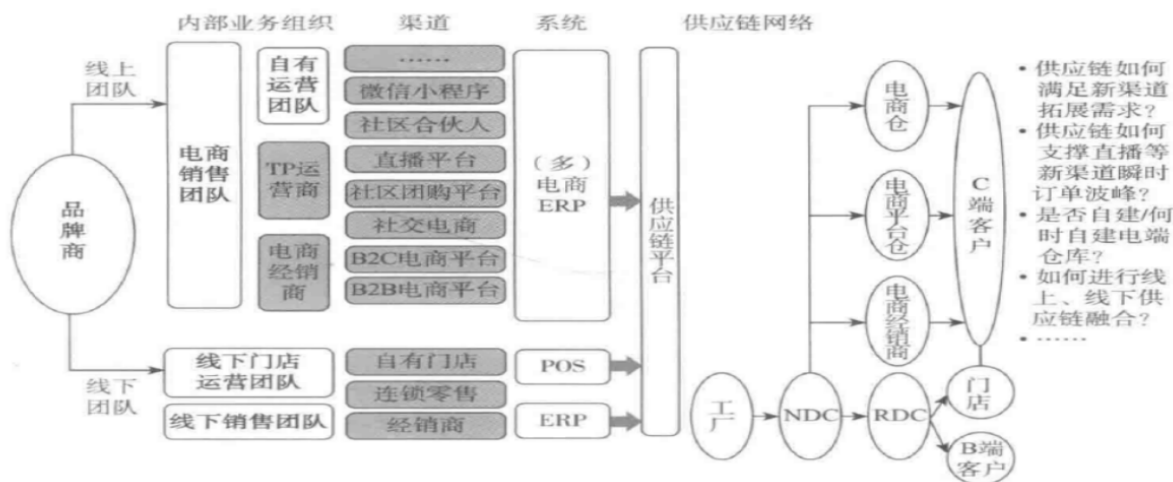 内部业务组织
渠道
系统
供应链网络
线上
团队
品
牌
商
线下
团队
电商
销售
团队
自有
运营
团队
TP运
营商
电商
经销
商
……
微信小程序
社区合伙人
直播平台
社区团购平台
社交电商
B2C电商平台
B2B电商平台
（多）
电商
ERP
线下门店
运营团队
线下销售团队
自有门店
连锁零售
经销商
POS
ERP
供应链平台
工厂
NDC
RDC
电商仓
电商平台仓
电商经销商
C端客户
门店
B端
客户
• 供应链如何
满足新渠道
拓展需求？
• 供应链如何
支撑直播等
新渠道瞬时
订单波峰？
• 是否自建/何
时自建电端
仓库？
• 如何进行线
上、线下供
应链融合？
• ……